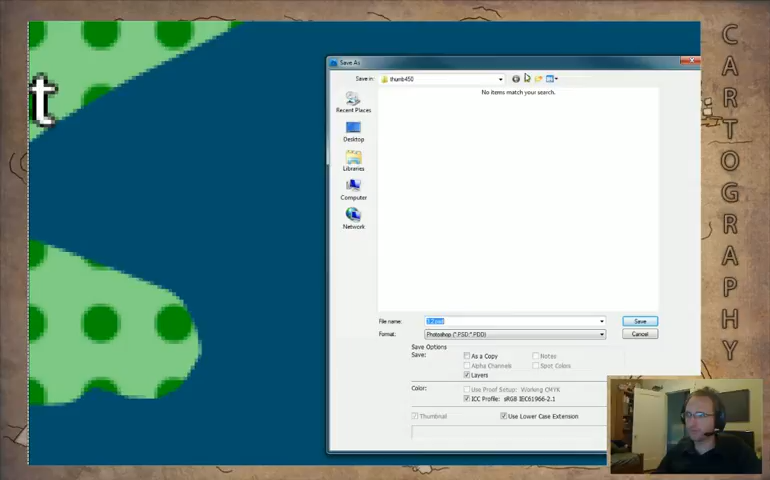 t
Save As
Save in:
thumb450
No items match your search.
Recent Places
Desktop
Libraries
Computer
Network
File name:
Save
Format:
Photoshop (*.PSD;*.PDD)
Cancel
Save Options
Save:
As a Copy
Notes
Alpha Channels
Spot Colors
Layers
Color:
Use Proof Setup: Working CMYK
ICC Profile: sRGB IEC61966-2.1
Thumbnail
Use Lower Case Extension
CARTOGRAPHY